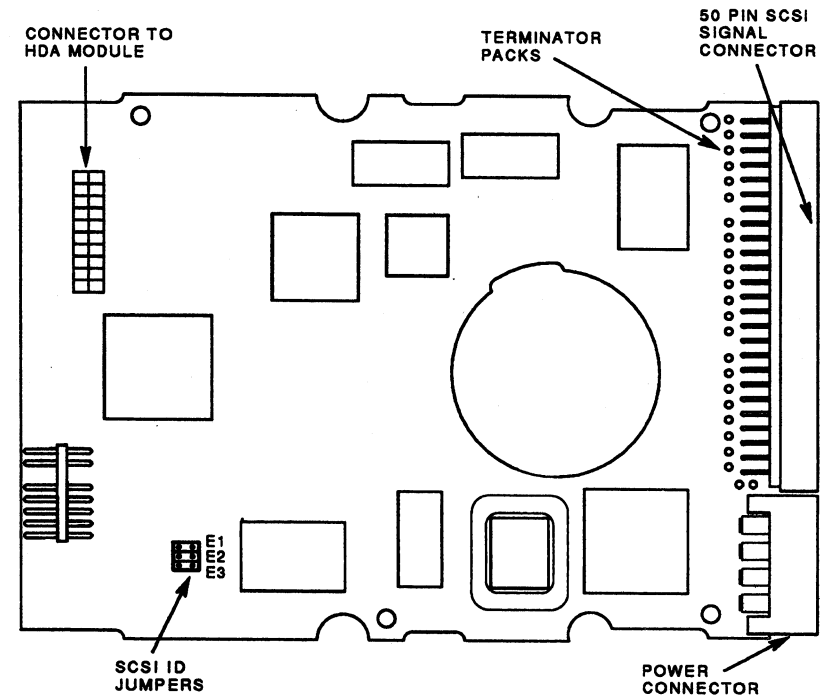 CONNECTOR TO
HDA MODULE
TERMINATOR
PACKS
50 PIN SCSI
SIGNAL
CONNECTOR
E1
E2
E3
SCSI ID
JUMPERS
POWER
CONNECTOR